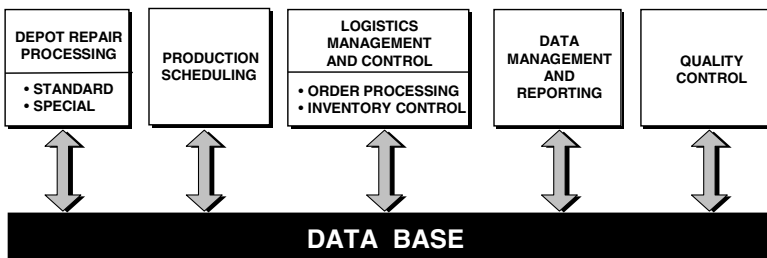 DEPOT REPAIR
PROCESSING
• STANDARD
• SPECIAL
PRODUCTION
SCHEDULING
LOGISTICS
MANAGEMENT
AND CONTROL
• ORDER PROCESSING
• INVENTORY CONTROL
DATA
MANAGEMENT
AND
REPORTING
QUALITY
CONTROL
DATA BASE